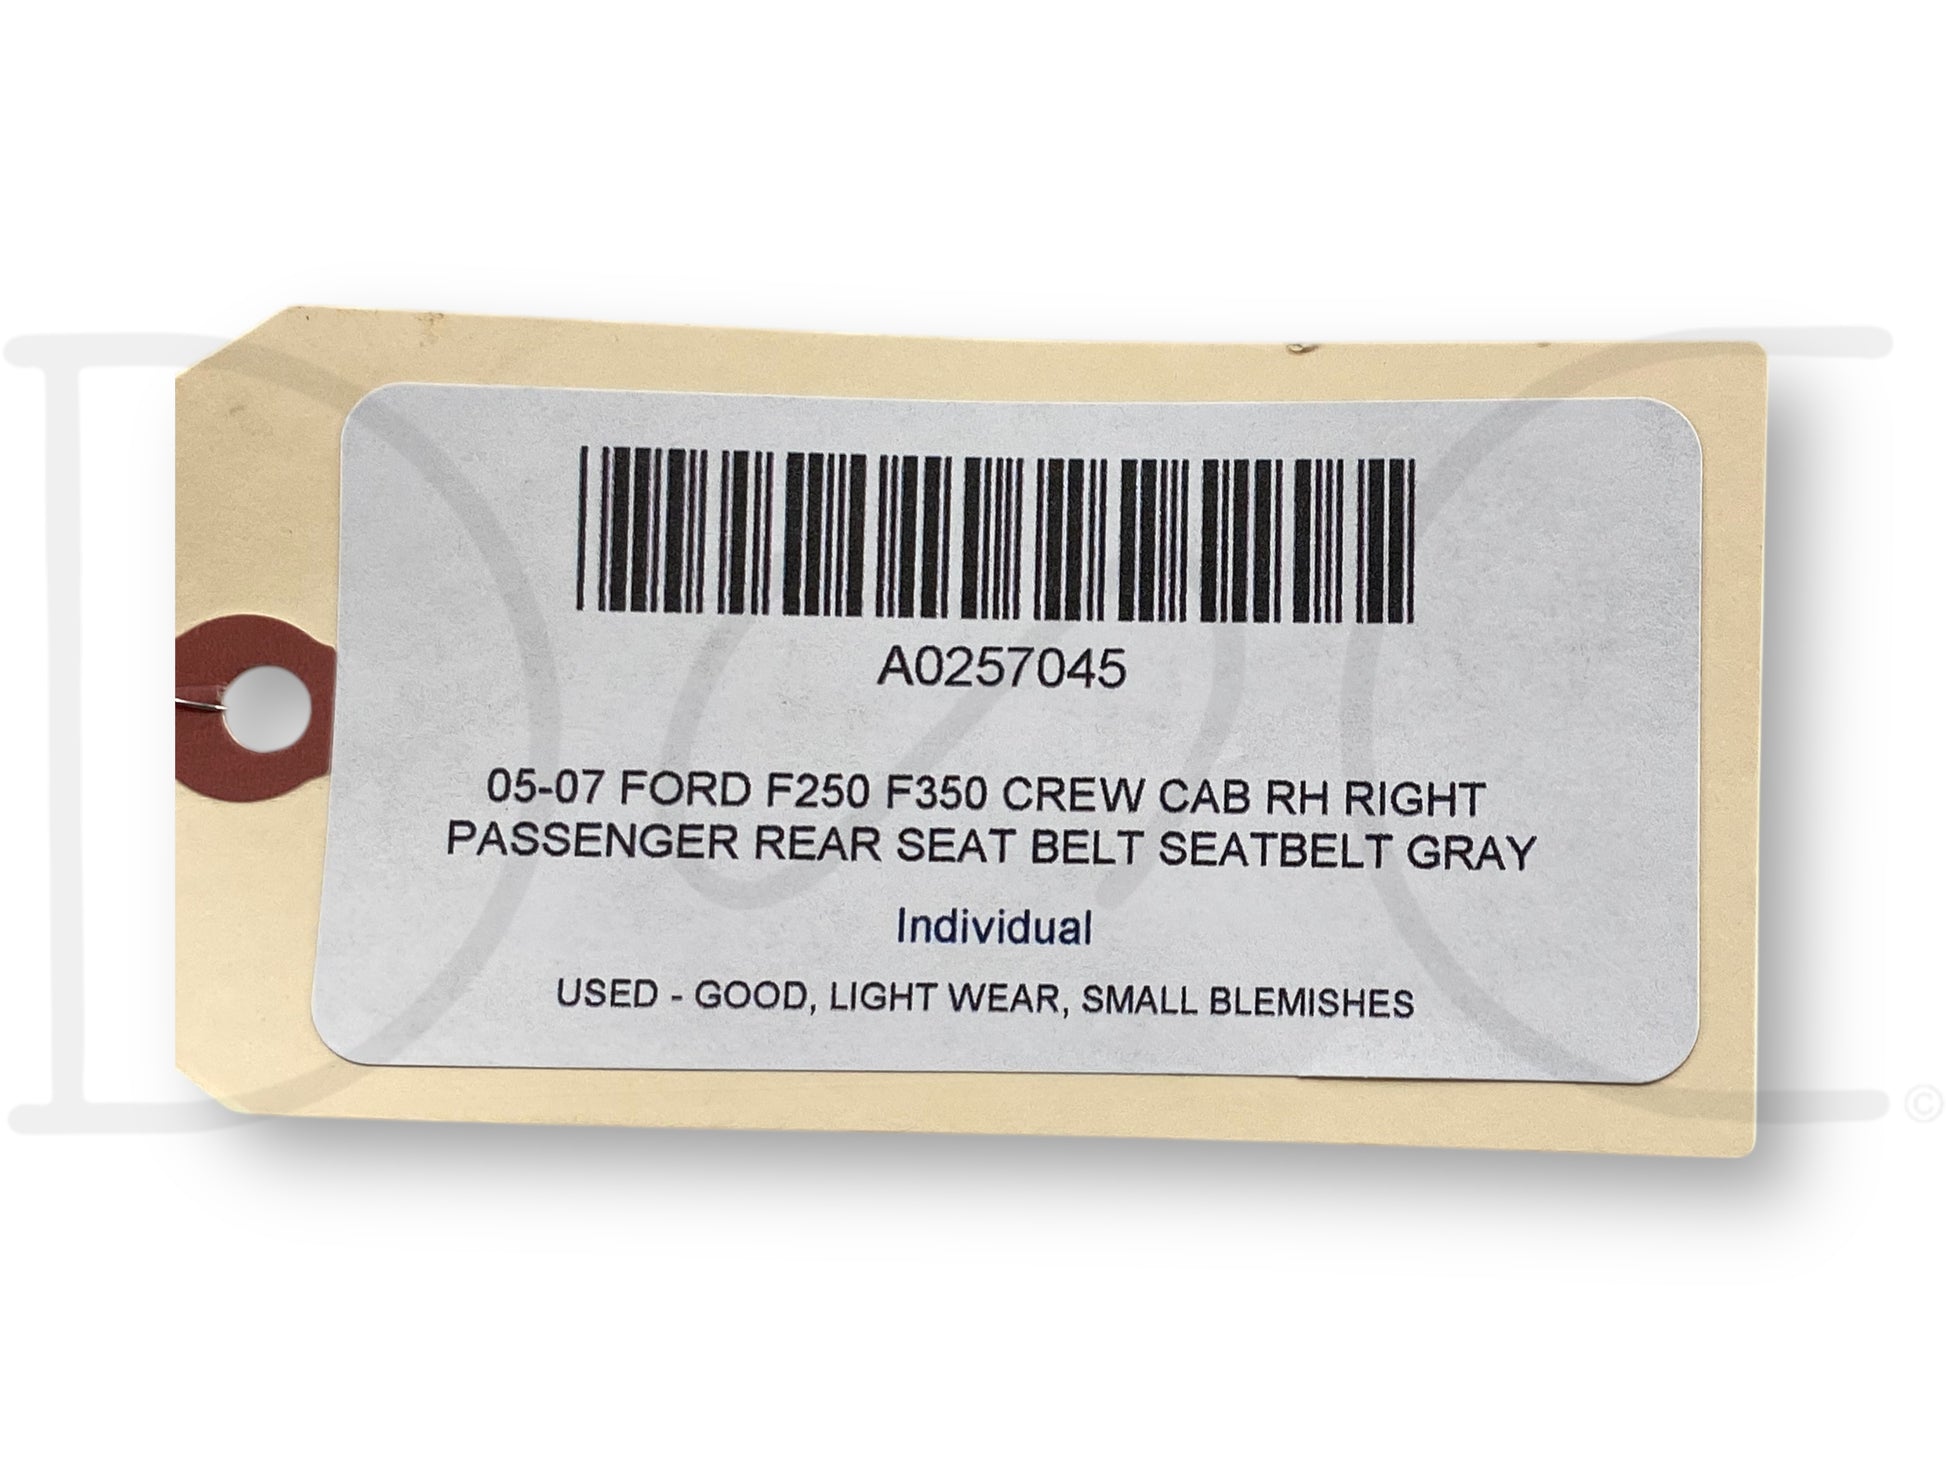 A0257045
05-07 FORD F250 F350 CREW CAB RH RIGHT
PASSENGER REAR SEAT BELT SEATBELT GRAY
Individual
USED - GOOD, LIGHT WEAR, SMALL BLEMISHES
©